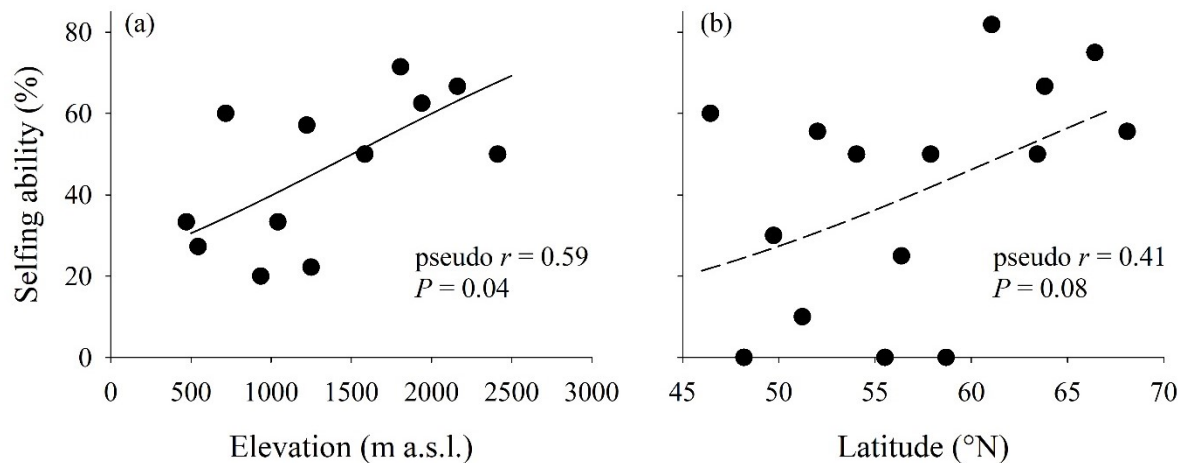 (a)
(b)
Selfing ability (%)
80
60
40
20
0
pseudo r = 0.59
P = 0.04
pseudo r = 0.41
P = 0.08
0 500 1000 1500 2000 2500 3000
45 50 55 60 65 70
Elevation (m a.s.l.)
Latitude (°N)